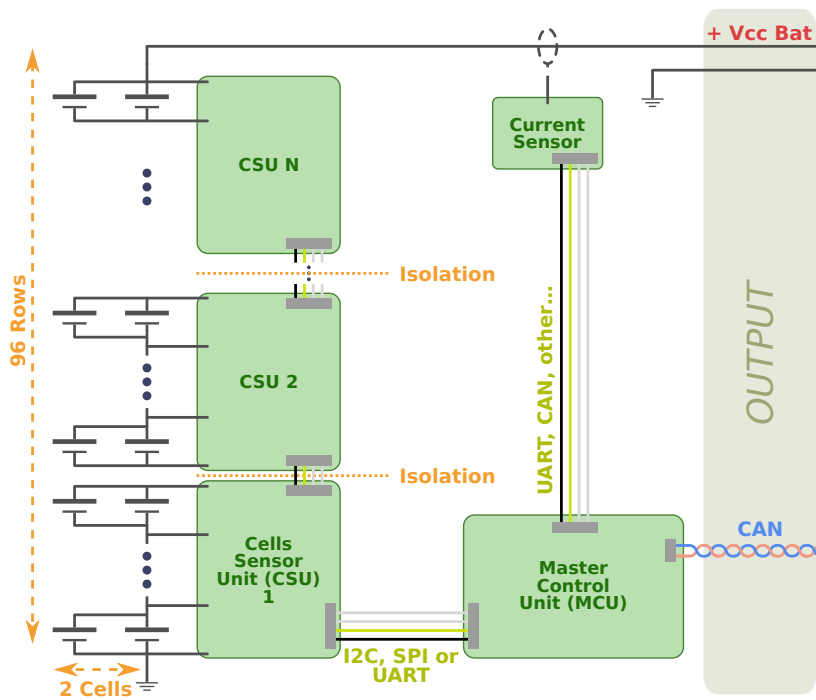 + Vcc Bat
Current
Sensor
CSU N
Isolation
96 Rows
CSU 2
UART, CAN, other...
OUTPUT
Isolation
Cells
Sensor
Unit (CSU)
1
Master
Control
Unit (MCU)
CAN
I2C, SPI or
UART
2 Cells